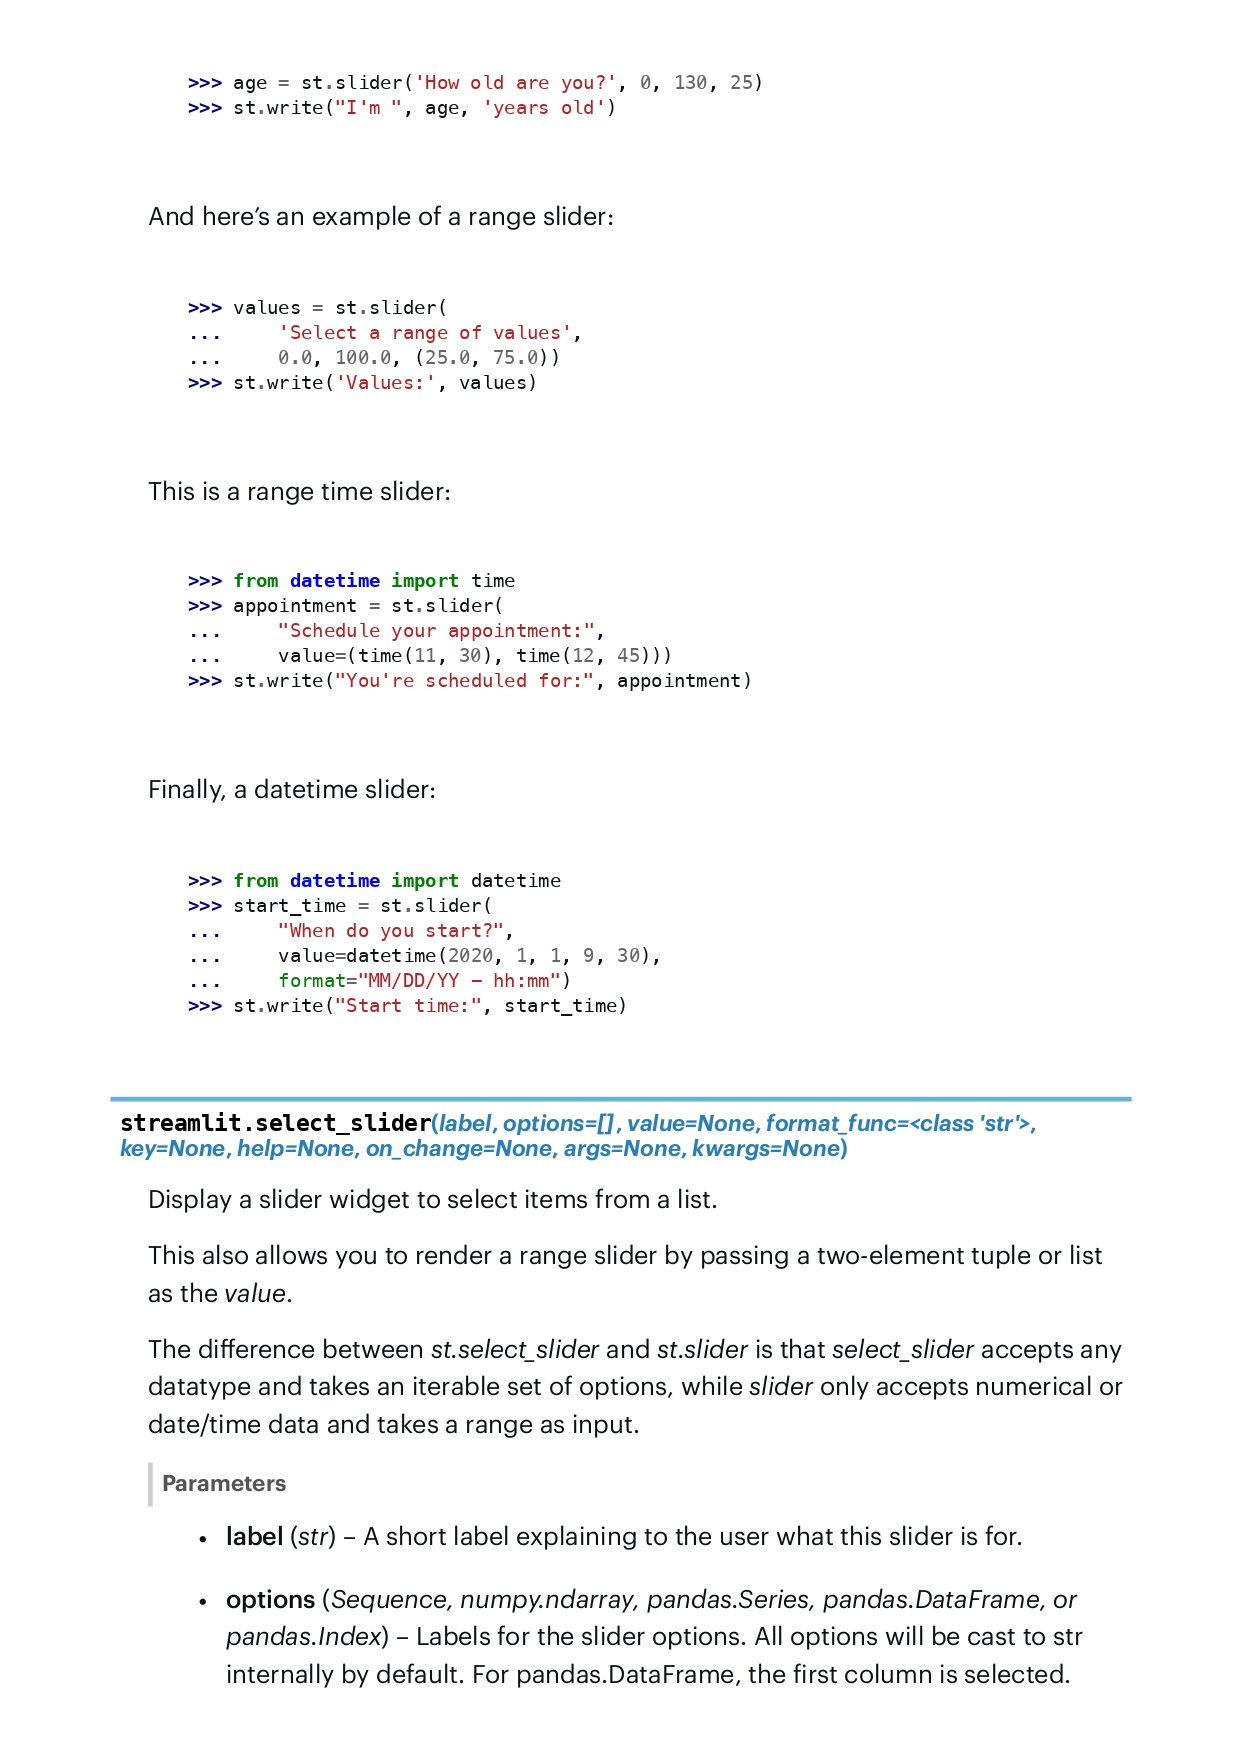 >>> age = st.slider('How old are you?', 0, 130, 25)
>>> st.write("I'm ", age, 'years old')
And here’s an example of a range slider:
>>> values = st.slider(
...     'Select a range of values',
...     0.0, 100.0, (25.0, 75.0))
>>> st.write('Values:', values)
This is a range time slider:
>>> from datetime import time
>>> appointment = st.slider(
...     "Schedule your appointment:",
...     value=(time(11, 30), time(12, 45)))
>>> st.write("You're scheduled for:", appointment)
Finally, a datetime slider:
>>> from datetime import datetime
>>> start_time = st.slider(
...     "When do you start?",
...     value=datetime(2020, 1, 1, 9, 30),
...     format="MM/DD/YY – hh:mm")
>>> st.write("Start time:", start_time)
streamlit.select_slider(label, options=[], value=None, format_func=<class 'str'>,
key=None, help=None, on_change=None, args=None, kwargs=None)
Display a slider widget to select items from a list.
This also allows you to render a range slider by passing a two-element tuple or list
as the value.
The difference between st.select_slider and st.slider is that select_slider accepts any
datatype and takes an iterable set of options, while slider only accepts numerical or
date/time data and takes a range as input.
Parameters
• label (str) – A short label explaining to the user what this slider is for.
• options (Sequence, numpy.ndarray, pandas.Series, pandas.DataFrame, or
pandas.Index) – Labels for the slider options. All options will be cast to str
internally by default. For pandas.DataFrame, the first column is selected.